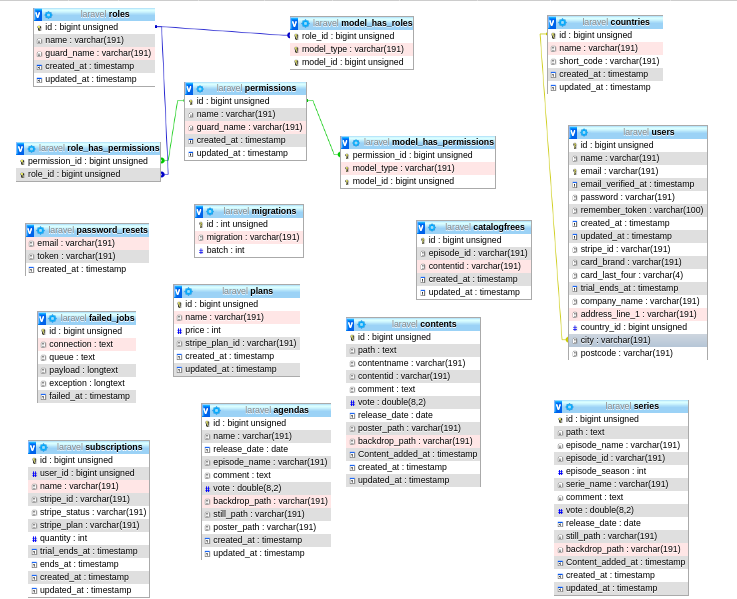 laravel roles
id : bigint unsigned
name : varchar(191)
guard_name : varchar(191)
created_at : timestamp
updated_at : timestamp
laravel model_has_roles
role_id : bigint unsigned
model_type : varchar(191)
model_id : bigint unsigned
laravel countries
id : bigint unsigned
name : varchar(191)
short_code : varchar(191)
created_at : timestamp
updated_at : timestamp
laravel permissions
id : bigint unsigned
name : varchar(191)
guard_name : varchar(191)
created_at : timestamp
updated_at : timestamp
laravel role_has_permissions
permission_id : bigint unsigned
role_id : bigint unsigned
laravel model_has_permissions
permission_id : bigint unsigned
model_type : varchar(191)
model_id : bigint unsigned
laravel users
id : bigint unsigned
name : varchar(191)
email : varchar(191)
email_verified_at : timestamp
password : varchar(191)
remember_token : varchar(100)
created_at : timestamp
updated_at : timestamp
stripe_id : varchar(191)
card_brand : varchar(191)
card_last_four : varchar(4)
trial_ends_at : timestamp
company_name : varchar(191)
address_line_1 : varchar(191)
country_id : bigint unsigned
city : varchar(191)
postcode : varchar(191)
laravel password_resets
email : varchar(191)
token : varchar(191)
created_at : timestamp
laravel migrations
id : int unsigned
migration : varchar(191)
batch : int
laravel catalogfrees
id : bigint unsigned
episode_id : varchar(191)
contentid : varchar(191)
created_at : timestamp
updated_at : timestamp
laravel plans
id : bigint unsigned
name : varchar(191)
price : int
stripe_plan_id : varchar(191)
created_at : timestamp
updated_at : timestamp
laravel failed_jobs
id : bigint unsigned
connection : text
queue : text
payload : longtext
exception : longtext
failed_at : timestamp
laravel contents
id : bigint unsigned
path : text
contentname : varchar(191)
contentid : varchar(191)
comment : text
vote : double(8,2)
release_date : date
poster_path : varchar(191)
backdrop_path : varchar(191)
Content_added_at : timestamp
created_at : timestamp
updated_at : timestamp
laravel agendas
id : bigint unsigned
name : varchar(191)
release_date : date
episode_name : varchar(191)
comment : text
vote : double(8,2)
backdrop_path : varchar(191)
still_path : varchar(191)
poster_path : varchar(191)
created_at : timestamp
updated_at : timestamp
laravel series
id : bigint unsigned
path : text
episode_name : varchar(191)
episode_id : varchar(191)
episode_season : int
serie_name : varchar(191)
comment : text
vote : double(8,2)
release_date : date
still_path : varchar(191)
backdrop_path : varchar(191)
Content_added_at : timestamp
created_at : timestamp
updated_at : timestamp
laravel subscriptions
id : bigint unsigned
user_id : bigint unsigned
name : varchar(191)
stripe_id : varchar(191)
stripe_status : varchar(191)
stripe_plan : varchar(191)
quantity : int
trial_ends_at : timestamp
ends_at : timestamp
created_at : timestamp
updated_at : timestamp